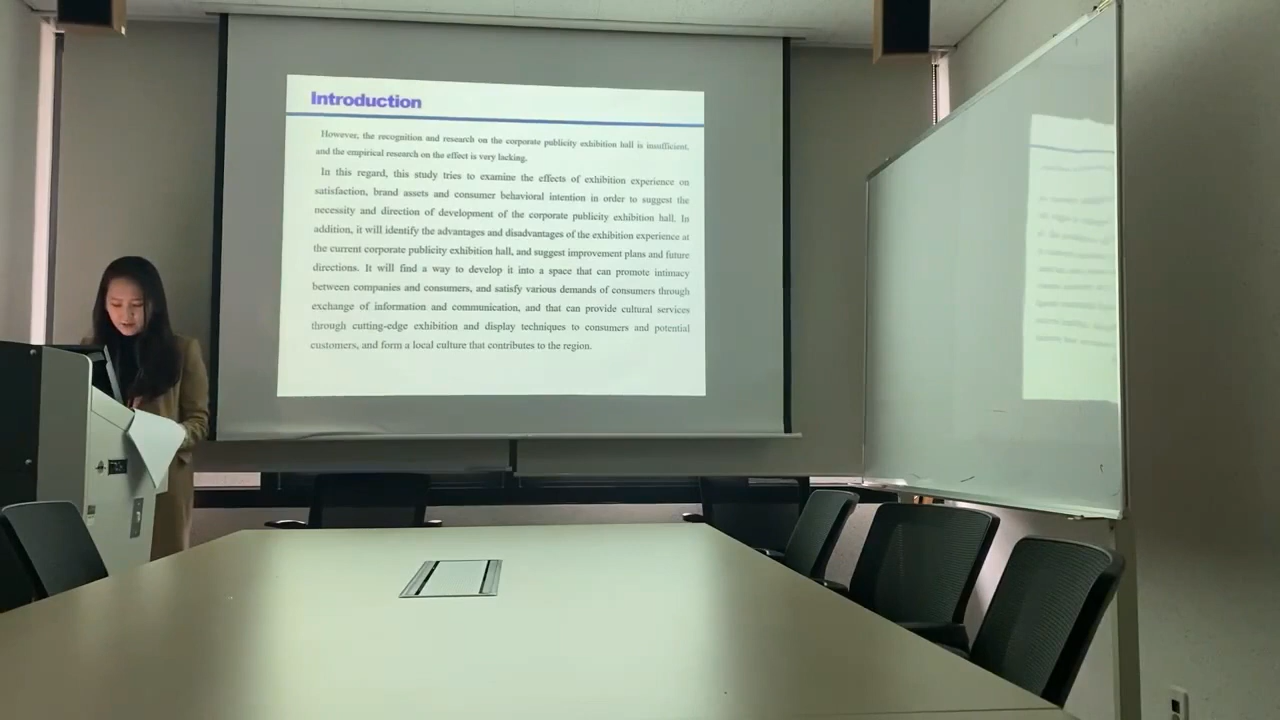 Introduction
However, the recognition and research on the corporate publicity exhibition hall is insufficient,
and the empirical research on the effect is very lacking.
In this regard, this study tries to examine the effects of exhibition experience on
satisfaction, brand assets and consumer behavioral intention in order to suggest the
necessity and direction of development of the corporate publicity exhibition hall. In
addition, it will identify the advantages and disadvantages of the exhibition experience at
the current corporate publicity exhibition hall, and suggest improvement plans and future
directions. It will find a way to develop it into a space that can promote intimacy
between companies and consumers, and satisfy various demands of consumers through
exchange of information and communication, and that can provide cultural services
through cutting-edge exhibition and display techniques to consumers and potential
customers, and form a local culture that contributes to the region.